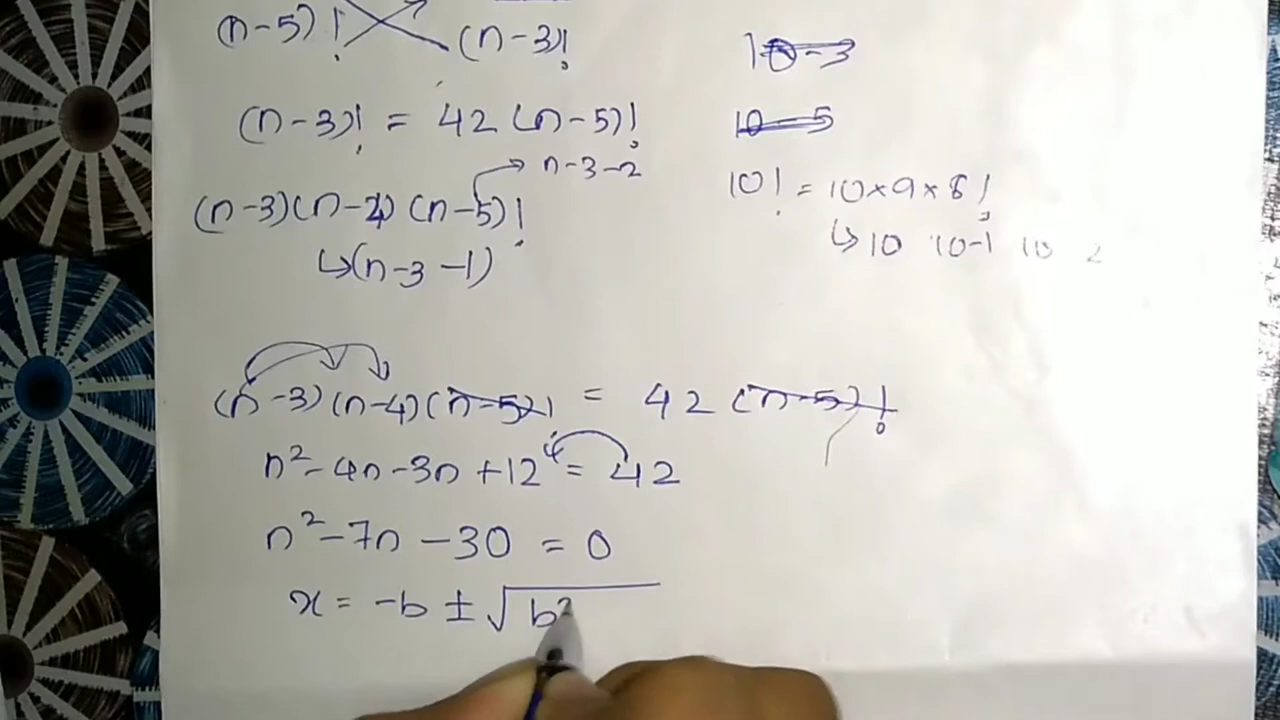 (n-5)! (n-3)!
10-3
(n-3)! = 42 (n-5)!
10-5
n-3-2
10! = 10×9×8!
(n-3)(n-4)(n-5)!
↳10 10-1 10 2
↳(n-3-1)
(n-3)(n-4)(n-5)! = 42 (n-5)!
n²-4n-3n+12 = 42
n²-7n-30 = 0
x = -b ± √b²